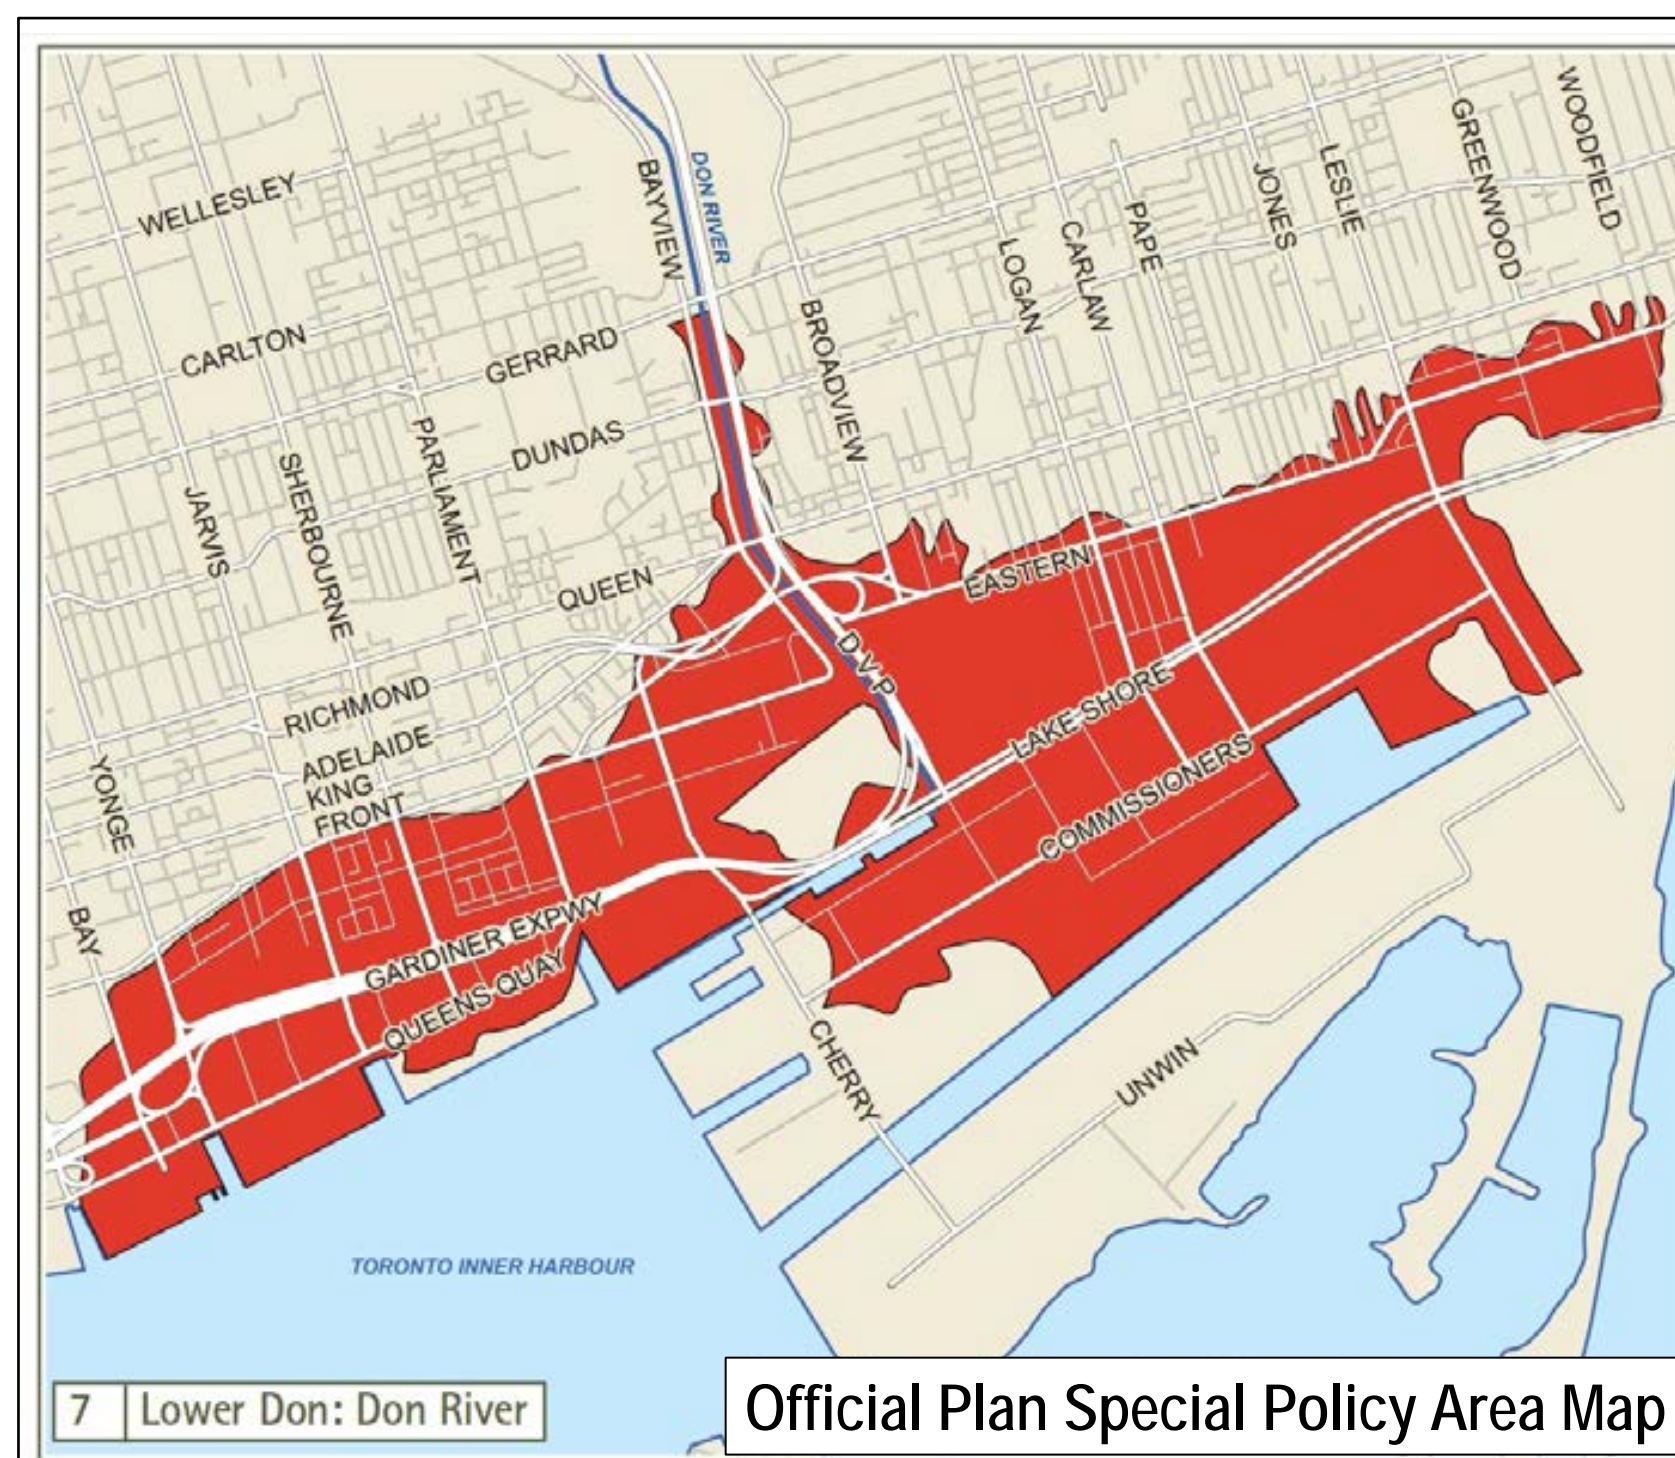 WOODFIELD
GREENWOOD
LESLIE
JONES
PAPE
CARLAW
LOGAN
BROADVIEW
DON RIVER
BAYVIEW
WELLESLEY
CARLTON
GERRARD
DUNDAS
PARLIAMENT
SHERBOURNE
JARVIS
QUEEN
EASTERN
D V P
RICHMOND
ADELAIDE
KING
FRONT
YONGE
BAY
LAKE SHORE
COMMISSIONERS
GARDINER EXPWY
QUEENS QUAY
CHERRY
UNWIN
TORONTO INNER HARBOUR
7 Lower Don: Don River
Official Plan Special Policy Area Map